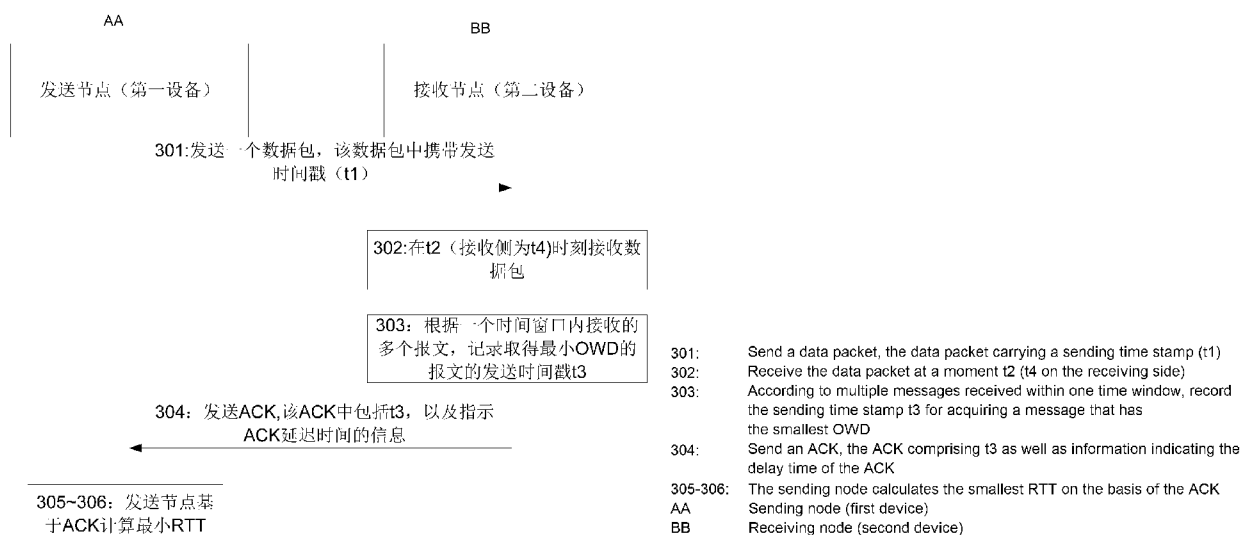 AA
BB
发送节点（第一设备）
接收节点（第二设备）
301:发送一个数据包，该数据包中携带发送
时间戳（t1）
302:在t2（接收侧为t4)时刻接收数
据包
303：根据一个时间窗口内接收的
多个报文，记录取得最小OWD的
报文的发送时间戳t3
304：发送ACK,该ACK中包括t3，以及指示
ACK延迟时间的信息
305~306：发送节点基
于ACK计算最小RTT
301: Send a data packet, the data packet carrying a sending time stamp (t1)
302: Receive the data packet at a moment t2 (t4 on the receiving side)
303: According to multiple messages received within one time window, record
the sending time stamp t3 for acquiring a message that has
the smallest OWD
304: Send an ACK, the ACK comprising t3 as well as information indicating the
delay time of the ACK
305-306: The sending node calculates the smallest RTT on the basis of the ACK
AA Sending node (first device)
BB Receiving node (second device)